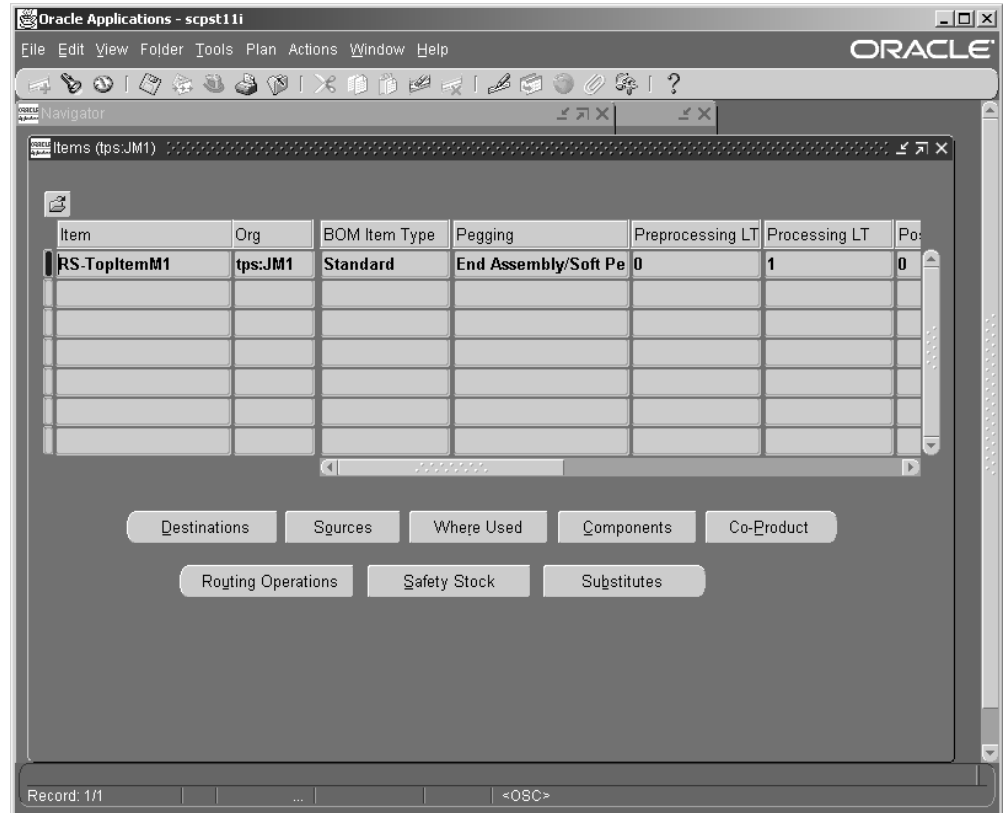 Oracle Applications - scpst11i
File Edit View Folder Tools Plan Actions Window Help
ORACLE
Navigator
Items (tps:JM1)
Item Org BOM Item Type Pegging Preprocessing LT Processing LT Pos
RS-TopItemM1 tps:JM1 Standard End Assembly/Soft Pe 0 1 0
Destinations Sources Where Used Components Co-Product
Routing Operations Safety Stock Substitutes
Record: 1/1 ... <OSC>